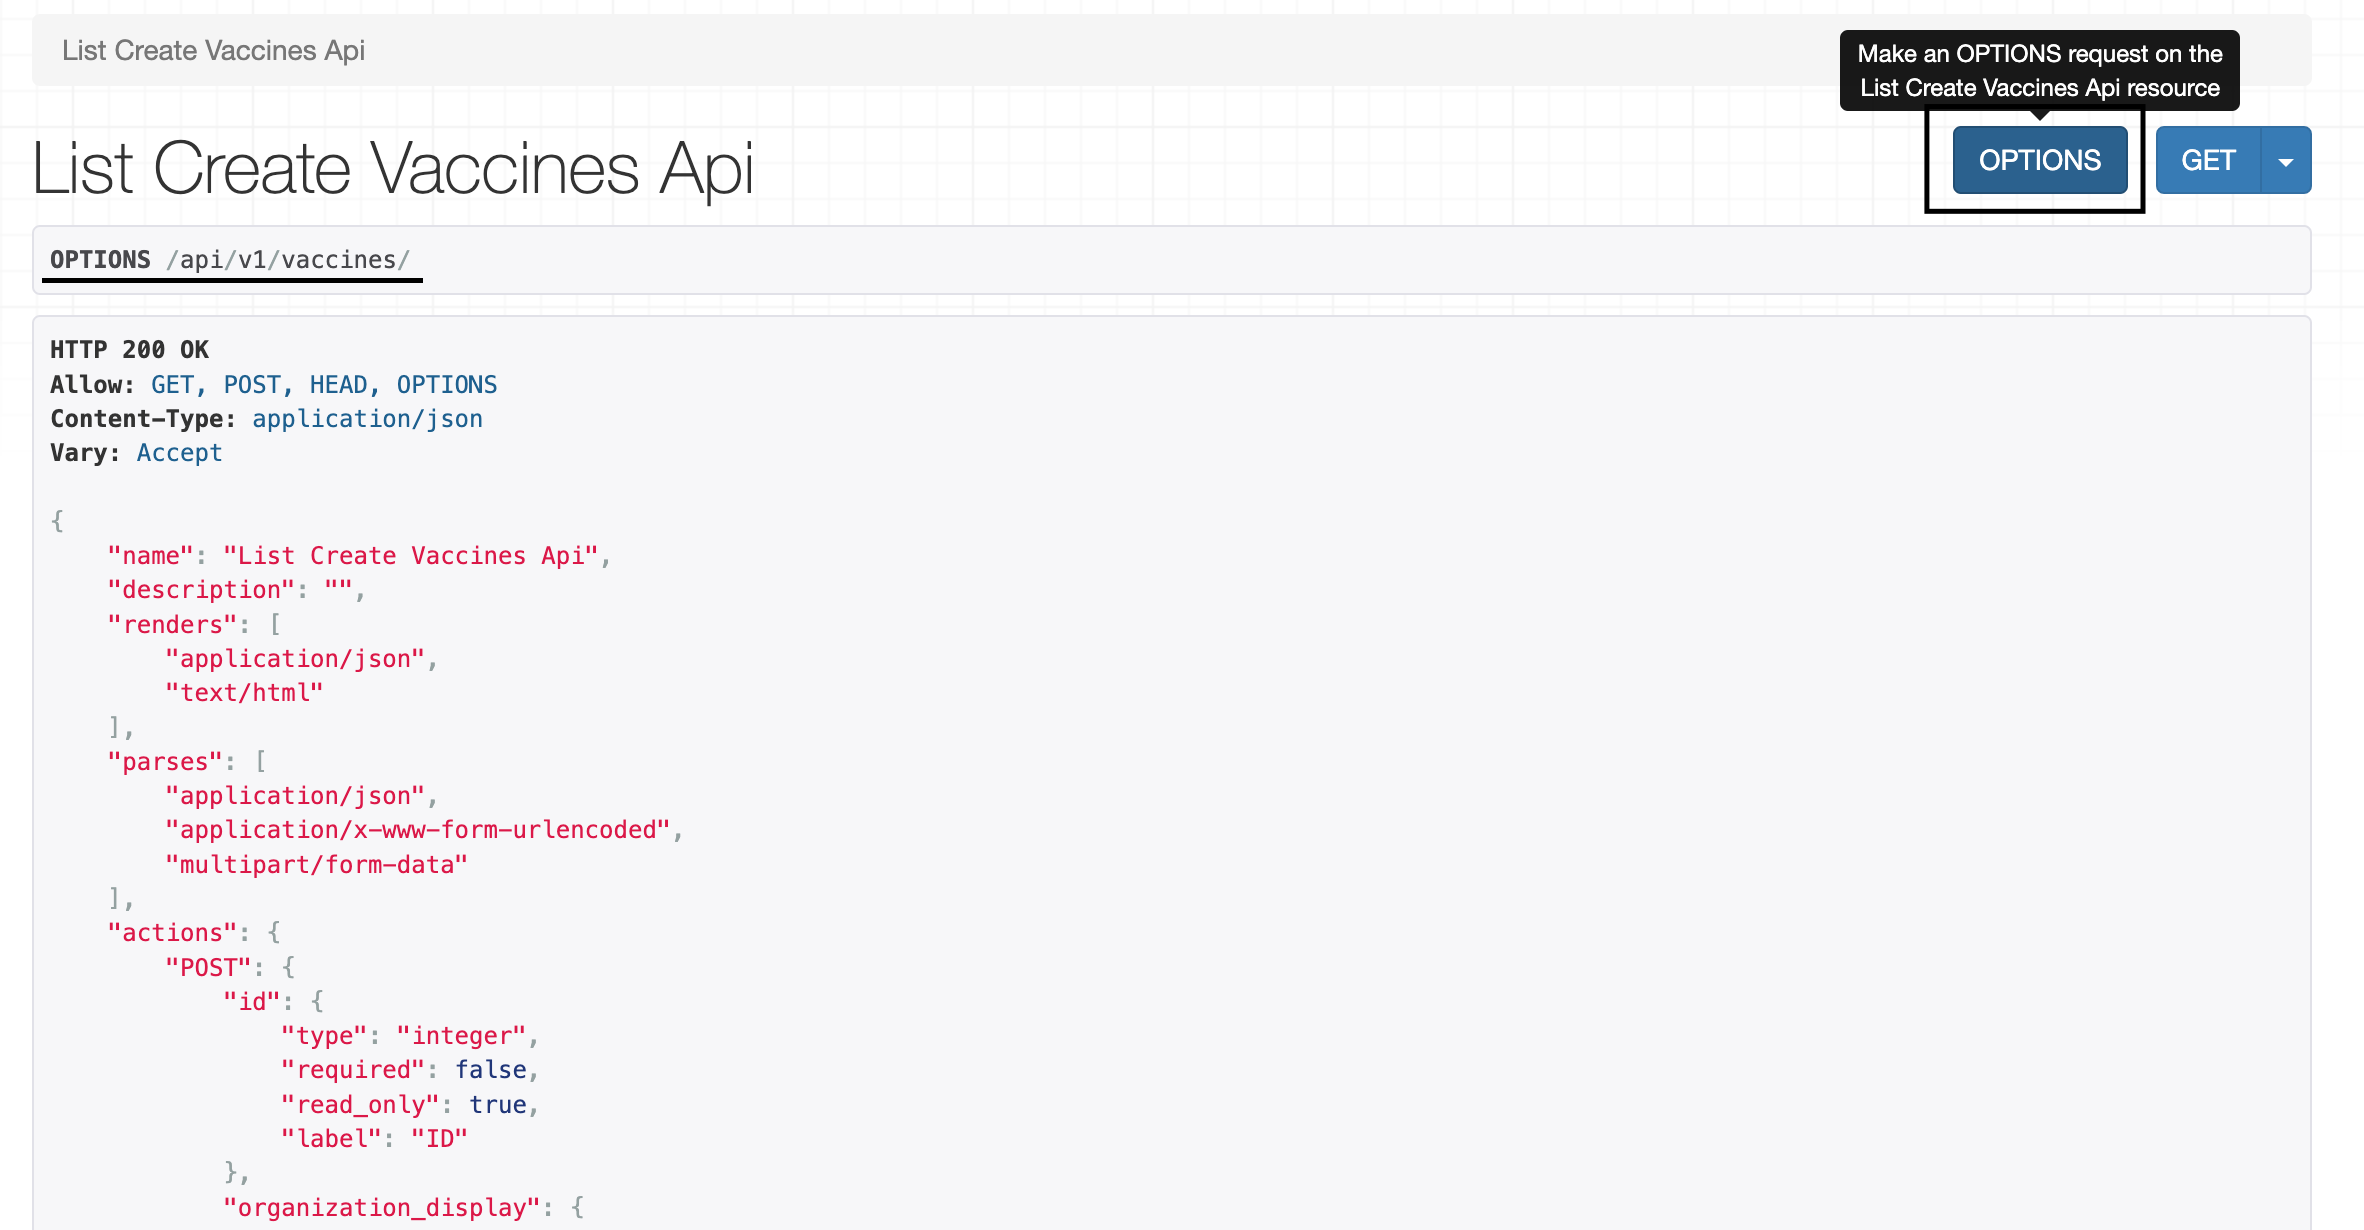 List Create Vaccines Api
Make an OPTIONS request on the
List Create Vaccines Api resource
List Create Vaccines Api
OPTIONS
GET
OPTIONS /api/v1/vaccines/
HTTP 200 OK
Allow: GET, POST, HEAD, OPTIONS
Content-Type: application/json
Vary: Accept
{
    "name": "List Create Vaccines Api",
    "description": "",
    "renders": [
        "application/json",
        "text/html"
    ],
    "parses": [
        "application/json",
        "application/x-www-form-urlencoded",
        "multipart/form-data"
    ],
    "actions": {
        "POST": {
            "id": {
                "type": "integer",
                "required": false,
                "read_only": true,
                "label": "ID"
            },
            "organization_display": {